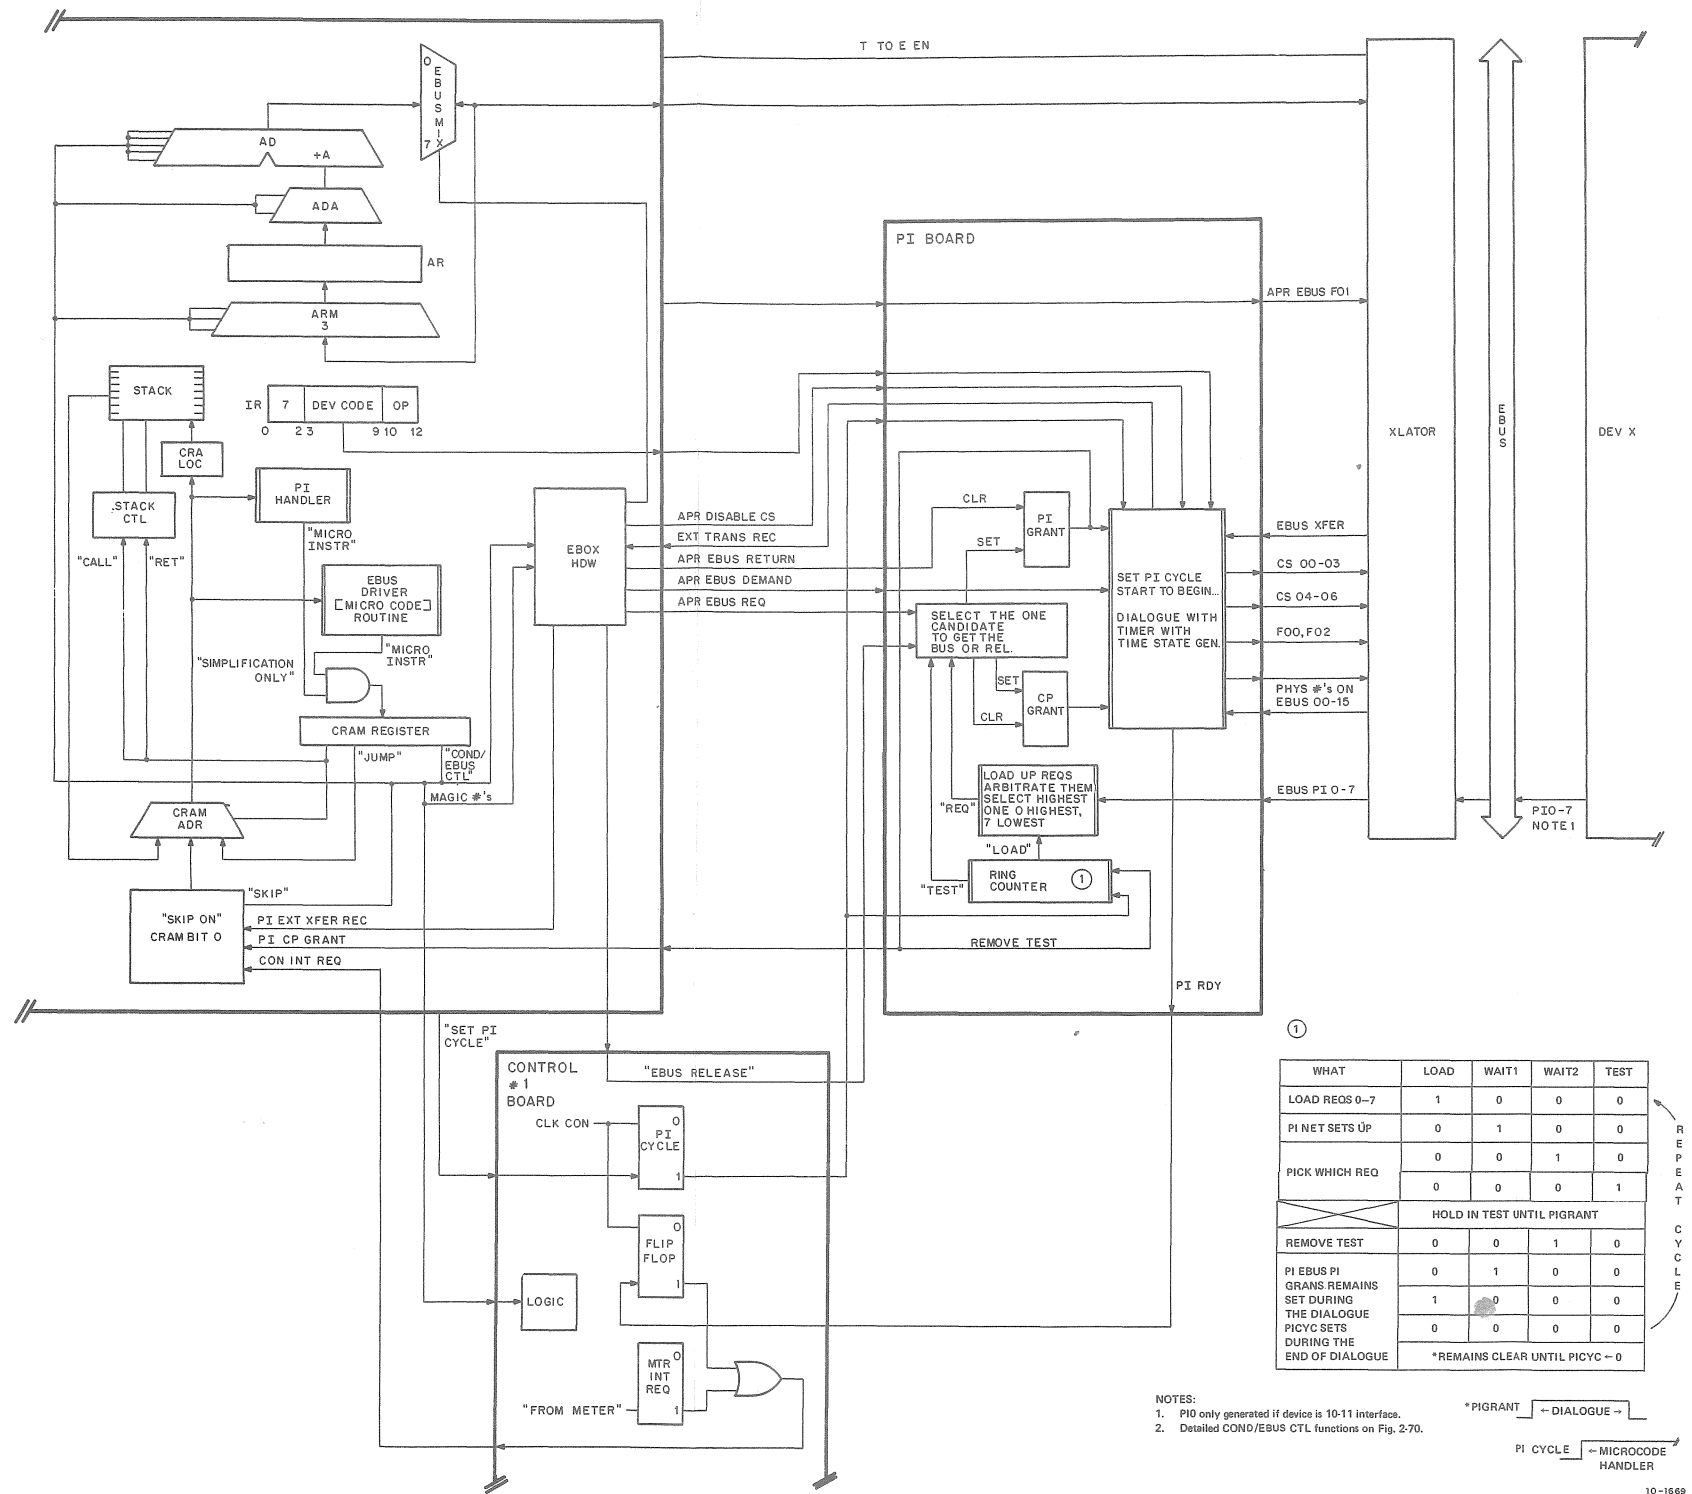 T TO E EN
0
EBUS MIX
7
AD
+A
ADA
AR
ARM
3
PI BOARD
APR EBUS F01
STACK
IR
7
DEV CODE
OP
0
2 3
9 10
12
CRA
LOC
PI
HANDLER
STACK
CTL
"CALL"
"RET"
"MICRO
INSTR"
EBUS
DRIVER
[MICRO CODE]
ROUTINE
"MICRO
INSTR"
"SIMPLIFICATION
ONLY"
CRAM REGISTER
"JUMP"
"COND/
EBUS
CTL"
MAGIC #'s
CRAM
ADR
"SKIP"
"SKIP ON"
CRAM BIT 0
PI EXT XFER REC
PI CP GRANT
CON INT REQ
EBOX
HDW
APR DISABLE CS
EXT TRANS REC
APR EBUS RETURN
APR EBUS DEMAND
APR EBUS REQ
CLR
SET
PI
GRANT
SELECT THE ONE
CANDIDATE
TO GET THE
BUS OR REL.
SET
CLR
CP
GRANT
SET PI CYCLE
START TO BEGIN...
DIALOGUE WITH
TIMER WITH
TIME STATE GEN.
LOAD UP REQS
ARBITRATE THEM
SELECT HIGHEST
ONE 0 HIGHEST,
7 LOWEST
"REQ"
"LOAD"
"TEST"
RING
COUNTER
1
REMOVE TEST
PI RDY
XLATOR
EBUS
DEV X
EBUS XFER
CS 00-03
CS 04-06
F00, F02
PHYS #'s ON
EBUS 00-15
EBUS PI 0-7
PI0-7
NOTE 1
"SET PI
CYCLE"
CONTROL
#1
BOARD
"EBUS RELEASE"
CLK CON
0
PI
CYCLE
1
0
FLIP
FLOP
1
LOGIC
0
MTR
INT
REQ
1
"FROM METER"
1
WHAT LOAD WAIT1 WAIT2 TEST
LOAD REQS 0–7 1 0 0 0
PI NET SETS UP 0 1 0 0
PICK WHICH REQ
0 0 1 0
0 0 0 1
HOLD IN TEST UNTIL PIGRANT
REMOVE TEST 0 0 1 0
PI EBUS PI 0 1 0 0
GRANS REMAINS
SET DURING 1 0 0 0
THE DIALOGUE
PICYC SETS 0 0 0 0
DURING THE
END OF DIALOGUE *REMAINS CLEAR UNTIL PICYC ← 0
REPEAT CYCLE
NOTES:
1. PI0 only generated if device is 10-11 interface.
2. Detailed COND/EBUS CTL functions on Fig. 2-70.
*PIGRANT
← DIALOGUE →
PI CYCLE
← MICROCODE
HANDLER
10-1669